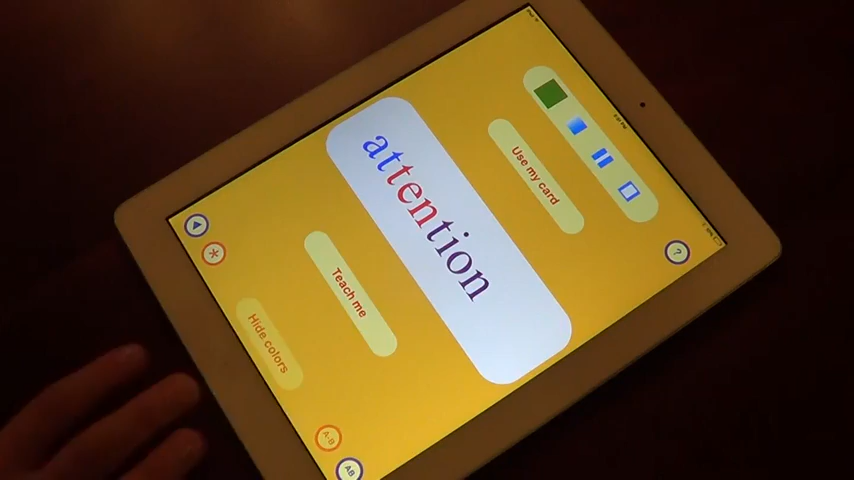 Use my card
?
attention
Teach me
*
Hide colors
A-B
AB